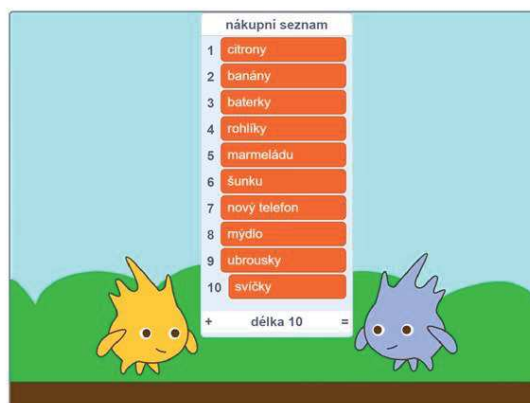 nákupní seznam
1 citrony
2 banány
3 baterky
4 rohlíky
5 marmeládu
6 šunku
7 nový telefon
8 mýdlo
9 ubrousky
10 svíčky
+ délka 10 =